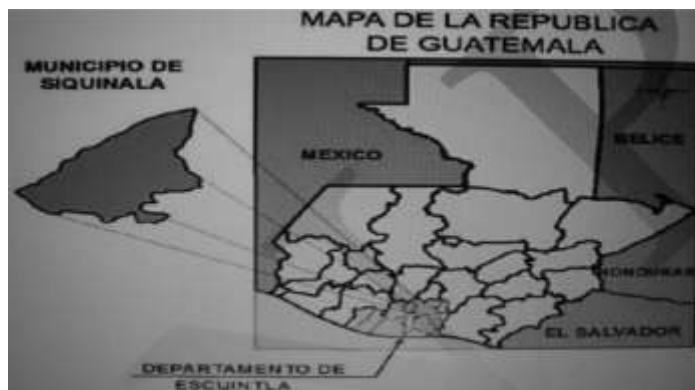 MAPA DE LA REPUBLICA
DE GUATEMALA
MUNICIPIO DE
SIQUINALA
MEXICO
BELICE
HONDURAS
EL SALVADOR
DEPARTAMENTO DE
ESCUINTLA